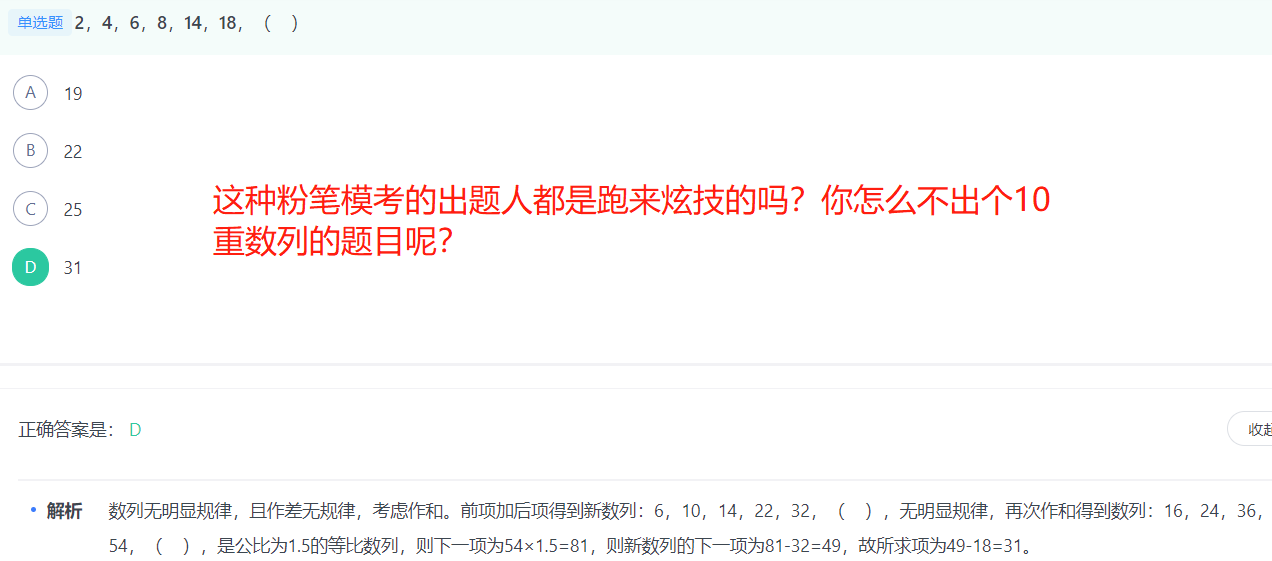 单选题 2，4，6，8，14，18，（ ）
A 19
B 22
这种粉笔模考的出题人都是跑来炫技的吗？你怎么不出个10
重数列的题目呢？
C 25
D 31
正确答案是： D
收起
• 解析 数列无明显规律，且作差无规律，考虑作和。前项加后项得到新数列：6，10，14，22，32，（ ），无明显规律，再次作和得到数列：16，24，36，
54，（ ），是公比为1.5的等比数列，则下一项为54×1.5=81，则新数列的下一项为81-32=49，故所求项为49-18=31。